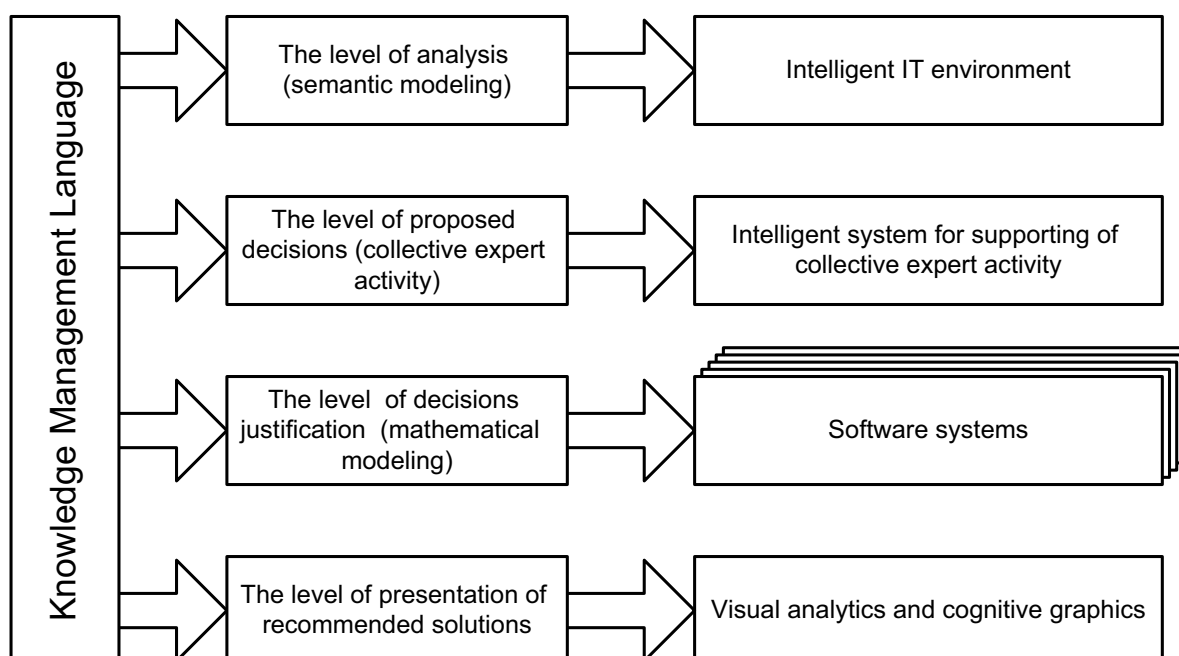 Knowledge Management Language
The level of analysis
(semantic modeling)
Intelligent IT environment
The level of proposed
decisions (collective expert
activity)
Intelligent system for supporting of
collective expert activity
The level of decisions
justification (mathematical
modeling)
Software systems
The level of presentation of
recommended solutions
Visual analytics and cognitive graphics